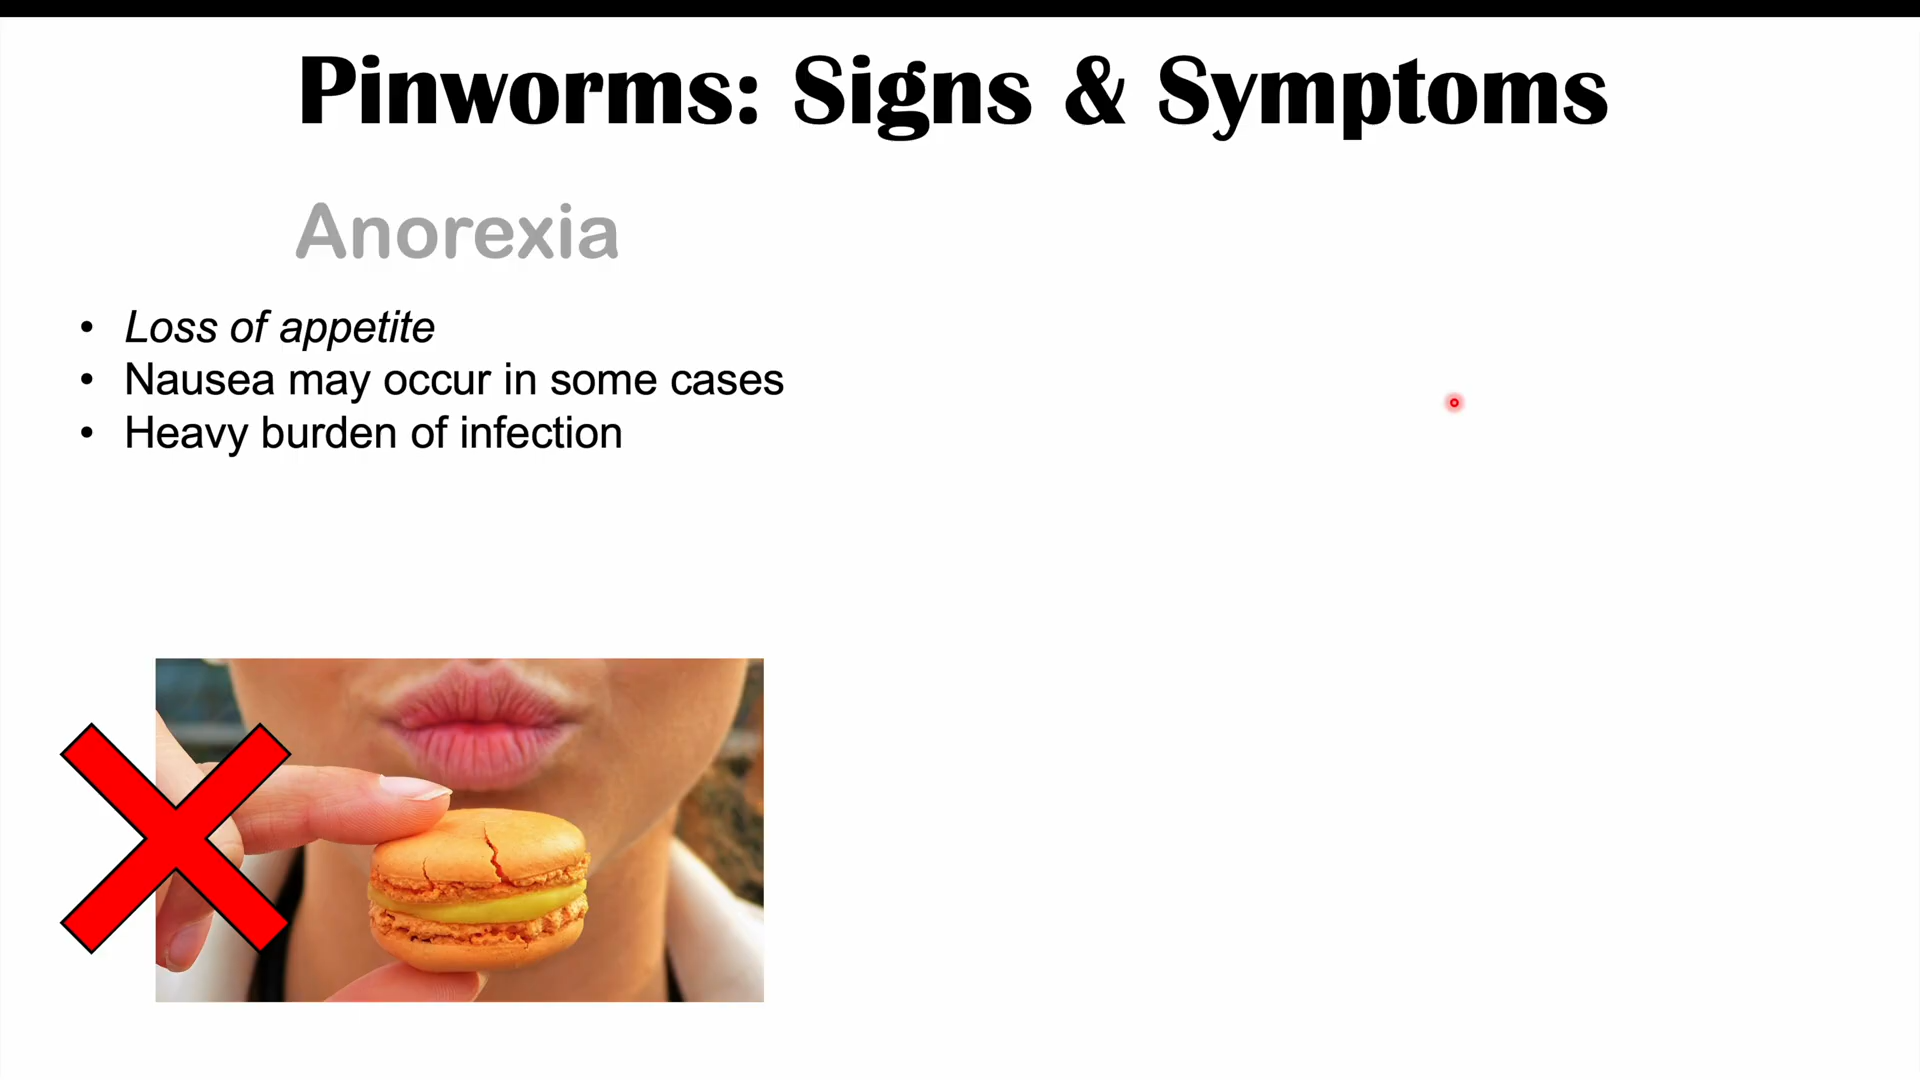 Pinworms: Signs & Symptoms
Anorexia
• Loss of appetite
• Nausea may occur in some cases
• Heavy burden of infection